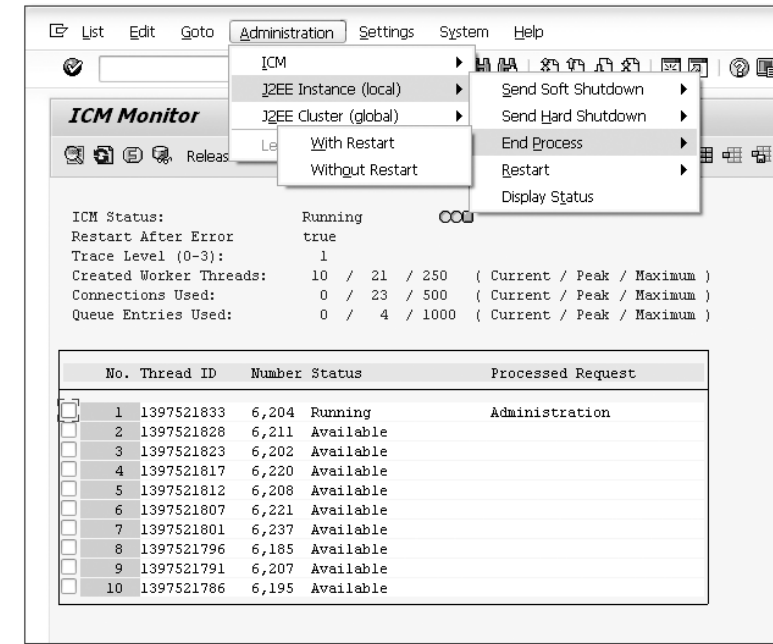 List Edit Goto Administration Settings System Help
ICM
J2EE Instance (local)
J2EE Cluster (global)
Le
With Restart
Without Restart
Send Soft Shutdown
Send Hard Shutdown
End Process
Restart
Display Status
ICM Monitor
Releas
ICM Status: Running
Restart After Error true
Trace Level (0-3): 1
Created Worker Threads: 10 / 21 / 250 ( Current / Peak / Maximum )
Connections Used: 0 / 23 / 500 ( Current / Peak / Maximum )
Queue Entries Used: 0 / 4 / 1000 ( Current / Peak / Maximum )
No. Thread ID Number Status Processed Request
1 1397521833 6,204 Running Administration
2 1397521828 6,211 Available
3 1397521823 6,202 Available
4 1397521817 6,220 Available
5 1397521812 6,208 Available
6 1397521807 6,221 Available
7 1397521801 6,237 Available
8 1397521796 6,185 Available
9 1397521791 6,207 Available
10 1397521786 6,195 Available